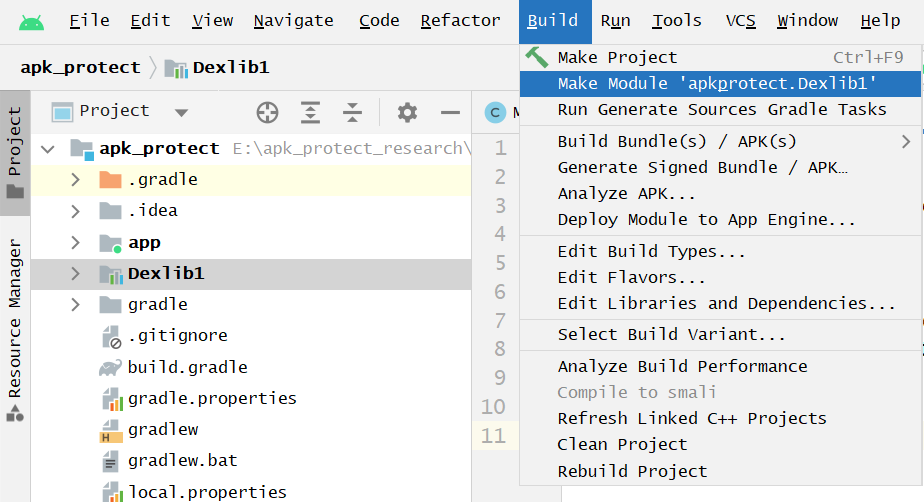 File Edit View Navigate Code Refactor Build Run Tools VCS Window Help
apk_protect Dexlib1
Project
Resource Manager
Project
apk_protect E:\apk_protect_research\
.gradle
.idea
app
Dexlib1
gradle
.gitignore
build.gradle
gradle.properties
gradlew
gradlew.bat
local.properties
C M
1
2
3
4
5
6
7
8
9
10
11
Make Project Ctrl+F9
Make Module 'apkprotect.Dexlib1'
Run Generate Sources Gradle Tasks
Build Bundle(s) / APK(s)
Generate Signed Bundle / APK…
Analyze APK...
Deploy Module to App Engine...
Edit Build Types...
Edit Flavors...
Edit Libraries and Dependencies...
Select Build Variant...
Analyze Build Performance
Compile to smali
Refresh Linked C++ Projects
Clean Project
Rebuild Project